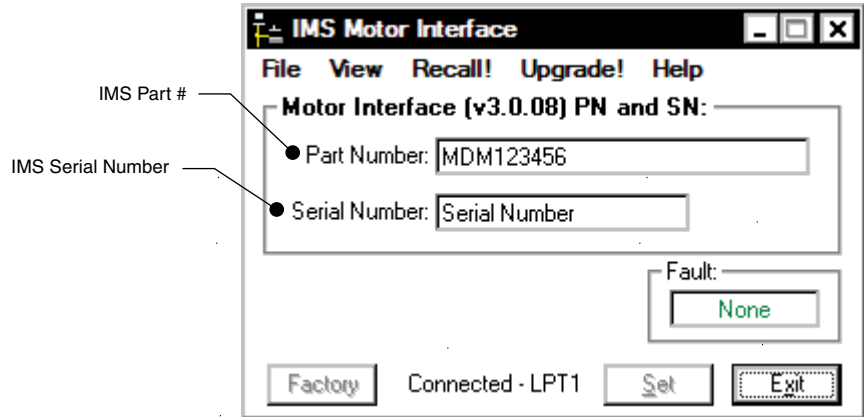 IMS Motor Interface
File View Recall! Upgrade! Help
IMS Part #
Motor Interface (v3.0.08) PN and SN:
Part Number: MDM123456
IMS Serial Number
Serial Number: Serial Number
Fault:
None
Factory Connected - LPT1 Set Exit